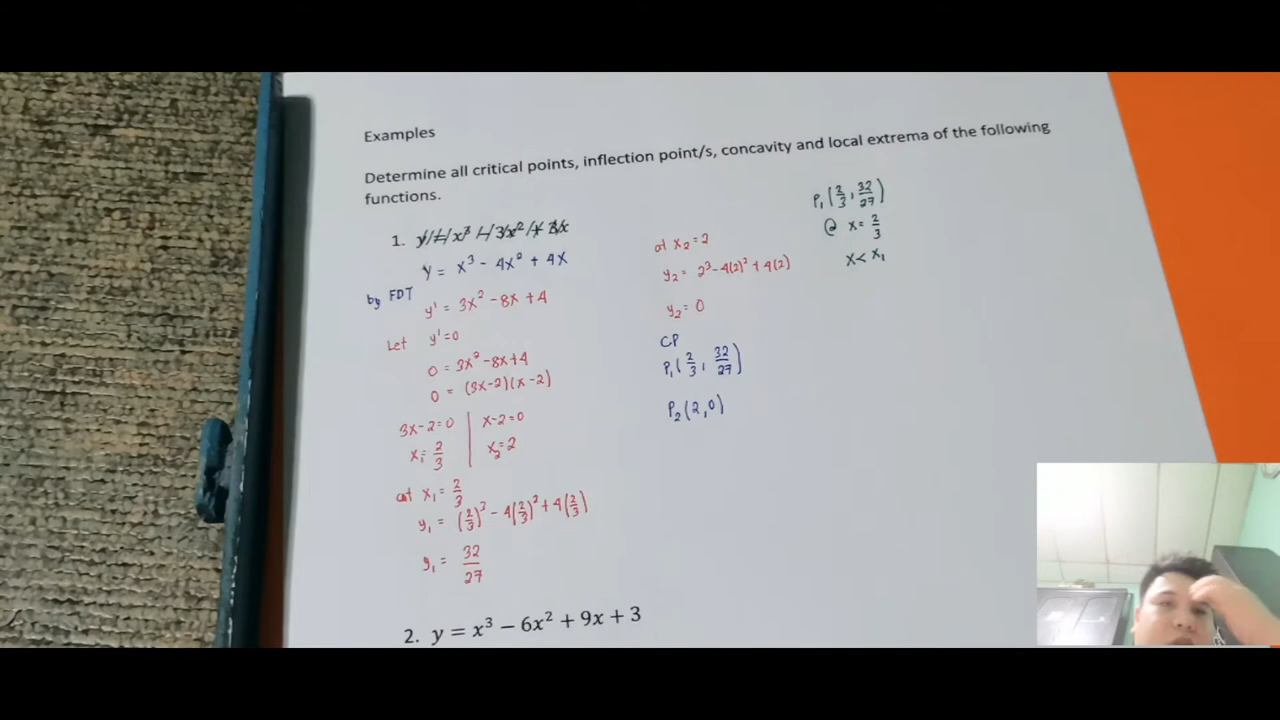 Examples
Determine all critical points, inflection point/s, concavity and local extrema of the following
functions.
1. y = x³ - 3x² + 3x
y = x³ - 4x² + 4x
by FDT
y' = 3x² - 8x + 4
Let y' = 0
0 = 3x² - 8x + 4
0 = (3x-2)(x-2)
3x-2=0 | x-2=0
x₁ = 2/3 | x₂ = 2
at x₁ = 2/3
y₁ = (2/3)³ - 4(2/3)² + 4(2/3)
y₁ = 32/27
2. y = x³ − 6x² + 9x + 3
at x₂ = 2
y₂ = 2³ - 4(2)² + 4(2)
y₂ = 0
CP
P₁(2/3, 32/27)
P₂(2,0)
P₁(2/3, 32/27)
@ x = 2/3
x < x₁